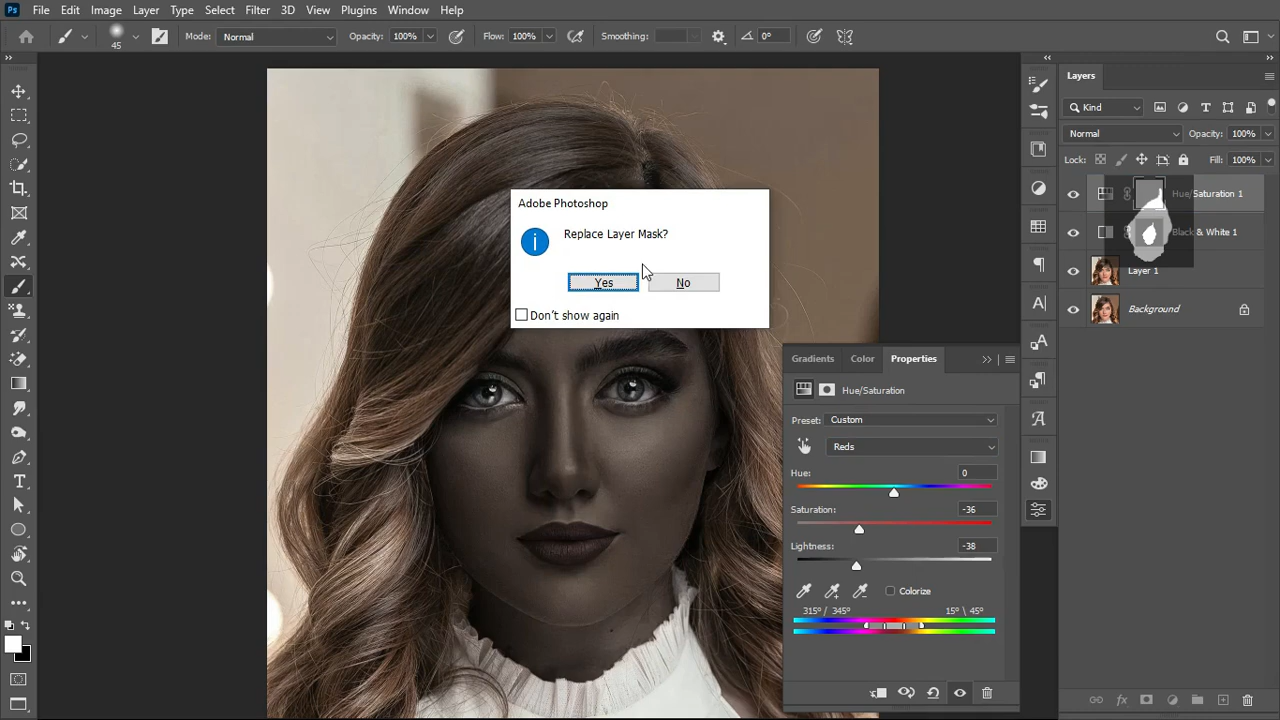 Ps File Edit Image Layer Type Select Filter 3D View Plugins Window Help
45 Mode: Normal Opacity: 100% Flow: 100% Smoothing: 0°
Layers
Kind
Normal Opacity: 100%
Lock: Fill: 100%
Hue/Saturation 1
Black & White 1
Layer 1
Background
Adobe Photoshop
Replace Layer Mask?
Yes No
Don't show again
Gradients Color Properties
Hue/Saturation
Preset: Custom
Reds
Hue: 0
Saturation: -36
Lightness: -38
Colorize
315° / 345° 15° \ 45°